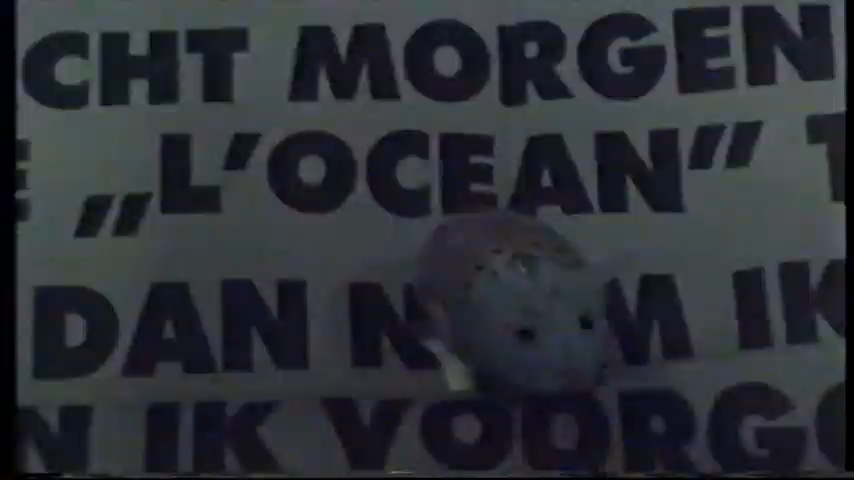 CHT MORGEN
„L’OCEAN”
DAN IK
N IK VOORG